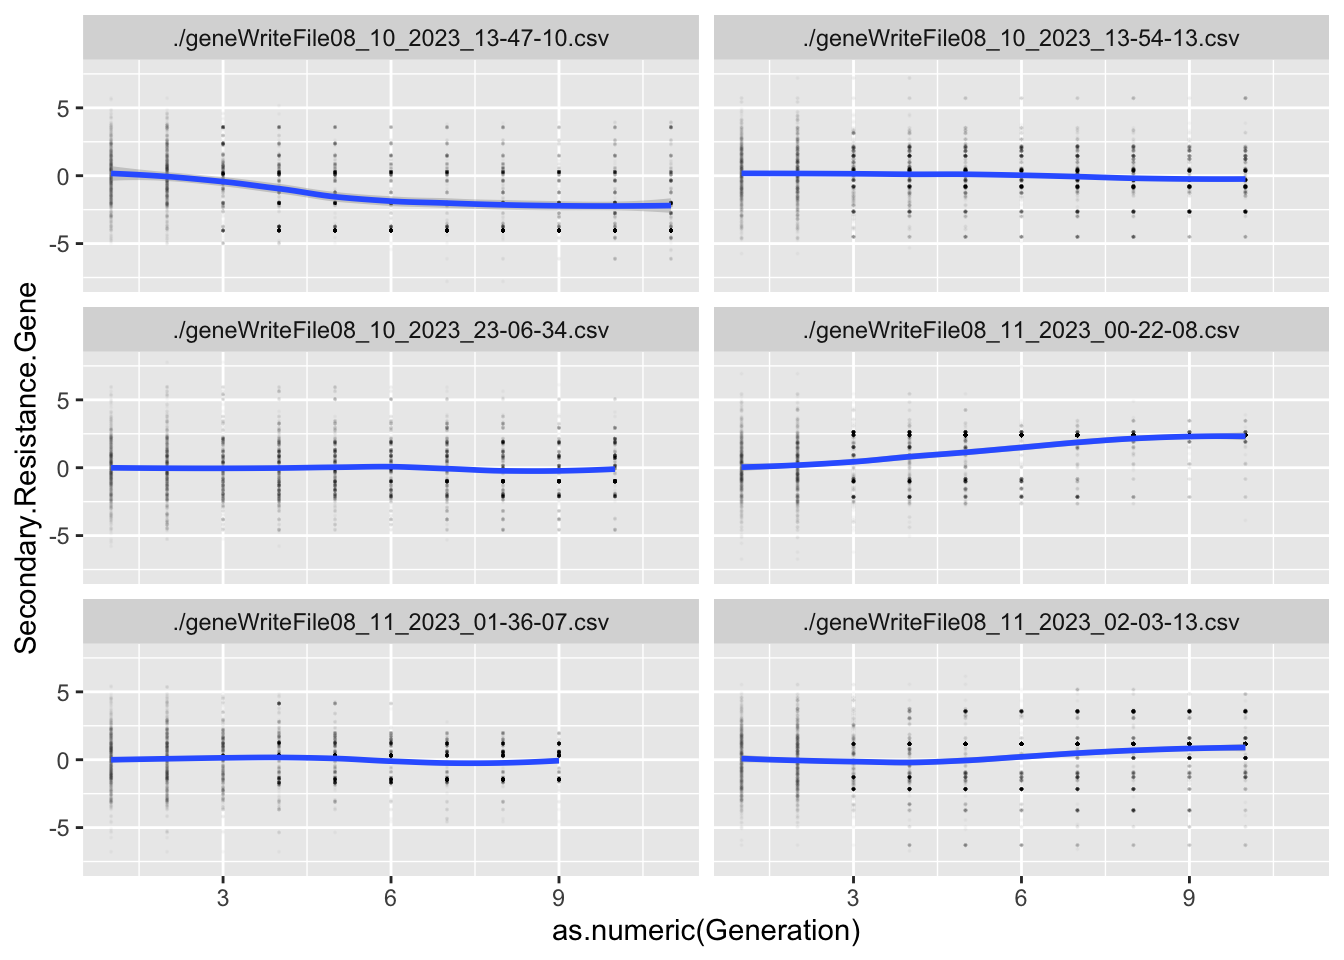 ./geneWriteFile08_10_2023_13-47-10.csv
./geneWriteFile08_10_2023_13-54-13.csv
5
0
-5
./geneWriteFile08_10_2023_23-06-34.csv
./geneWriteFile08_11_2023_00-22-08.csv
5
0
-5
./geneWriteFile08_11_2023_01-36-07.csv
./geneWriteFile08_11_2023_02-03-13.csv
5
0
-5
3 6 9
3 6 9
Secondary.Resistance.Gene
as.numeric(Generation)